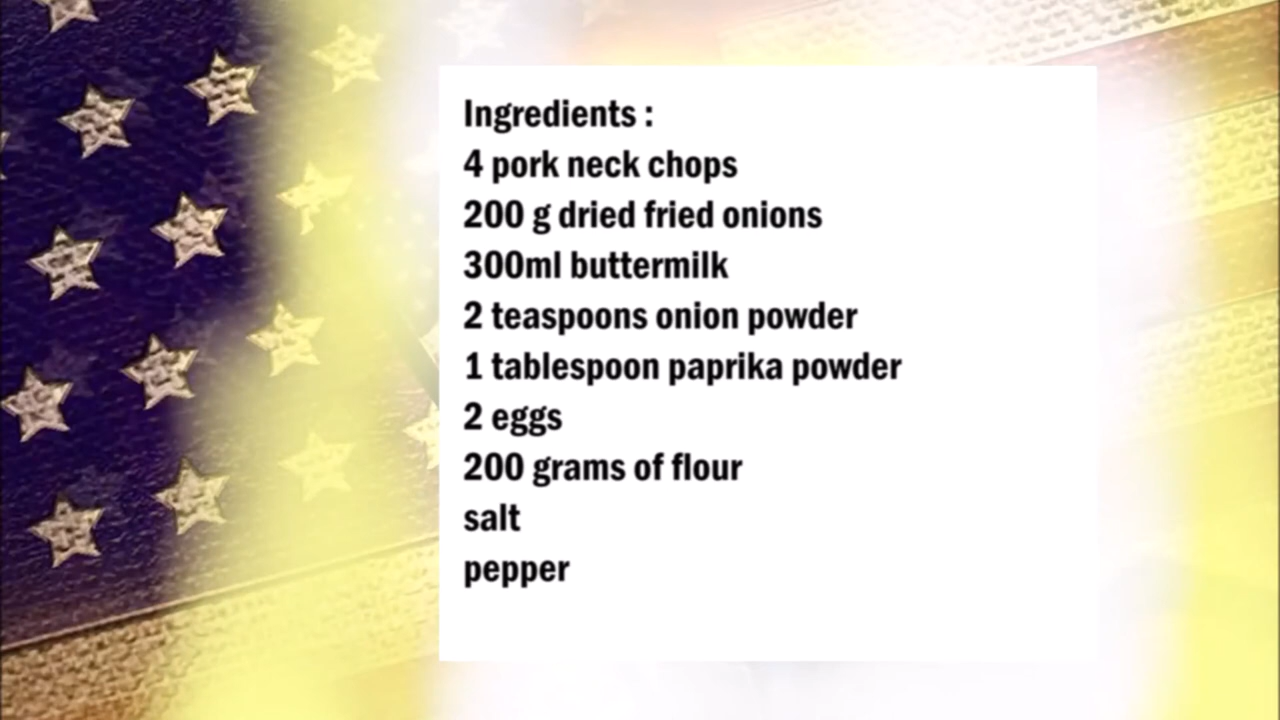 Ingredients :
4 pork neck chops
200 g dried fried onions
300ml buttermilk
2 teaspoons onion powder
1 tablespoon paprika powder
2 eggs
200 grams of flour
salt
pepper